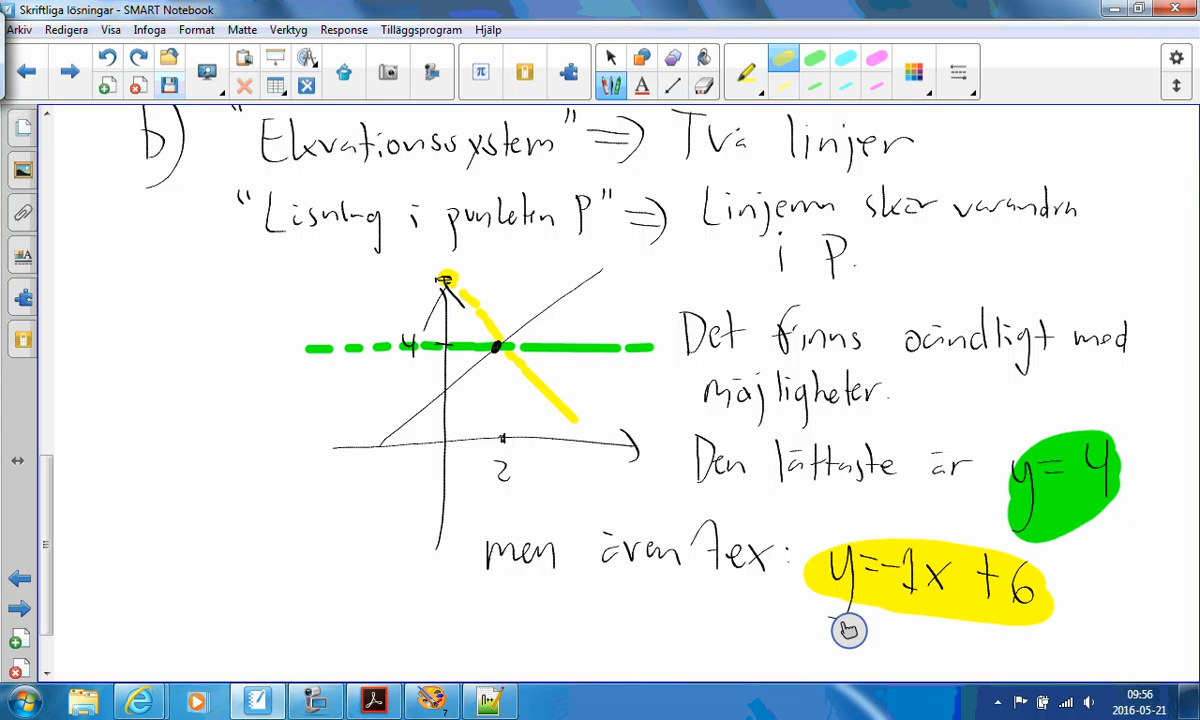 Skriftliga lösningar - SMART Notebook
Arkiv Redigera Visa Infoga Format Matte Verktyg Response Tilläggsprogram Hjälp
b) "Ekvationssystem" => Två linjer
"Lösning i punkten P" => Linjerna skär varandra
i P.
4
2
Det finns oändligt med
möjligheter.
Den lättaste är y=4
men även tex:
y=-1x +6
09:56
2016-05-21